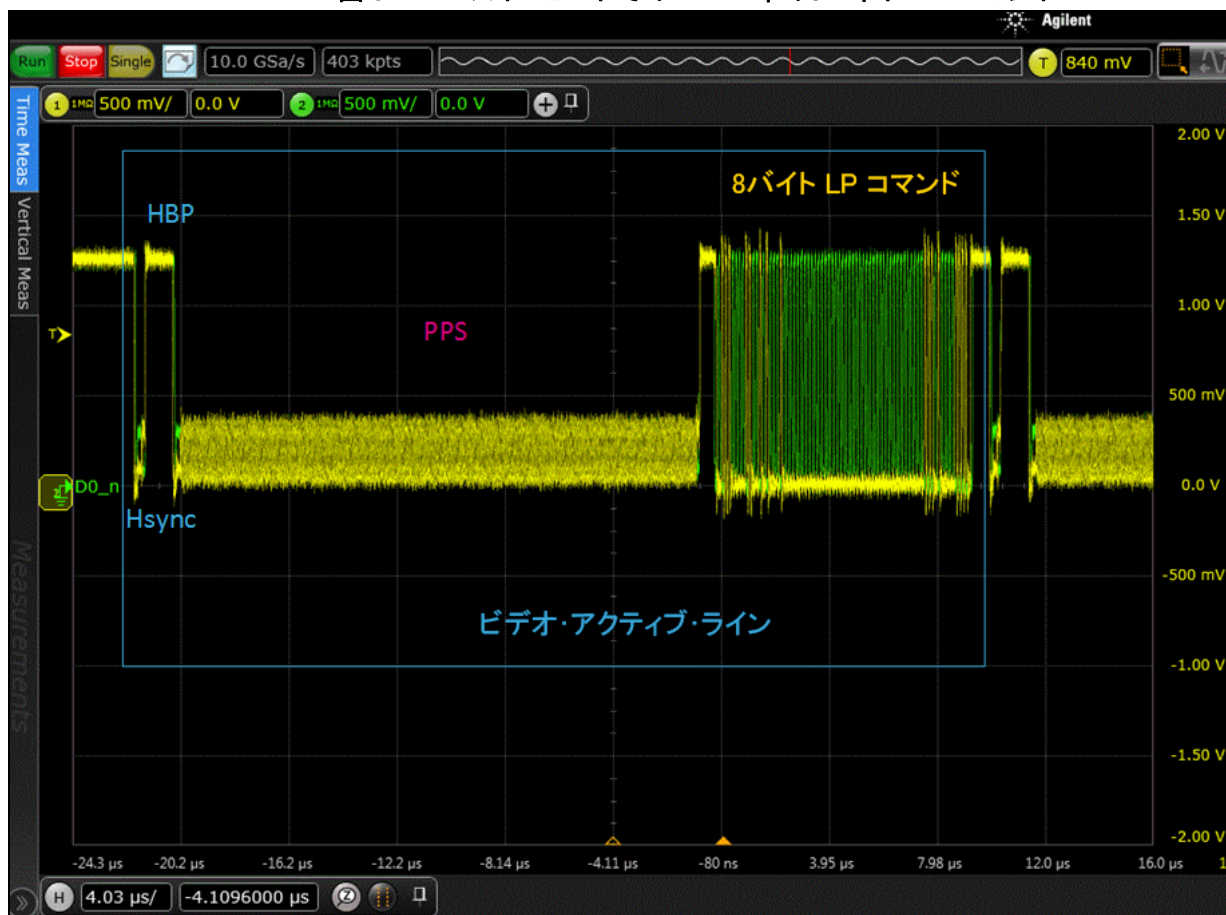 Agilent
Run Stop Single 10.0 GSa/s 403 kpts T 840 mV
1 1MΩ 500 mV/ 0.0 V 2 1MΩ 500 mV/ 0.0 V
Time Meas
Vertical Meas
Measurements
2.00 V
8バイト LP コマンド
HBP
1.50 V
1.00 V
T
PPS
500 mV
D0_n
0.0 V
Hsync
-500 mV
ビデオ・アクティブ・ライン
-1.00 V
-1.50 V
-2.00 V
-24.3 µs -20.2 µs -16.2 µs -12.2 µs -8.14 µs -4.11 µs -80 ns 3.95 µs 7.98 µs 12.0 µs 16.0 µs 1
H 4.03 µs/ -4.1096000 µs